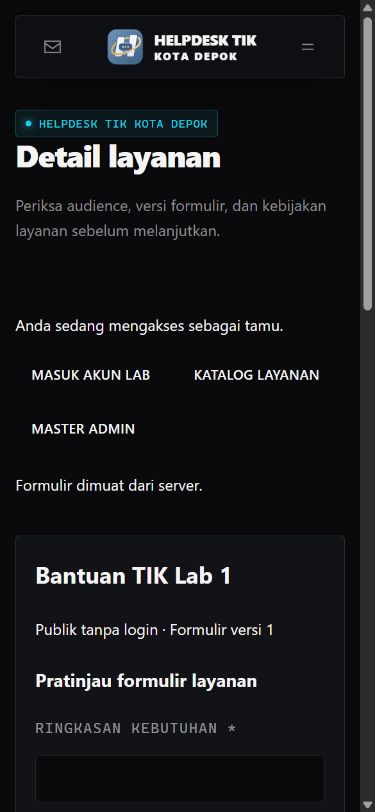 HELPDESK TIK
KOTA DEPOK
HELPDESK TIK KOTA DEPOK
Detail layanan
Periksa audience, versi formulir, dan kebijakan
layanan sebelum melanjutkan.
Anda sedang mengakses sebagai tamu.
MASUK AKUN LAB KATALOG LAYANAN
MASTER ADMIN
Formulir dimuat dari server.
Bantuan TIK Lab 1
Publik tanpa login · Formulir versi 1
Pratinjau formulir layanan
RINGKASAN KEBUTUHAN *